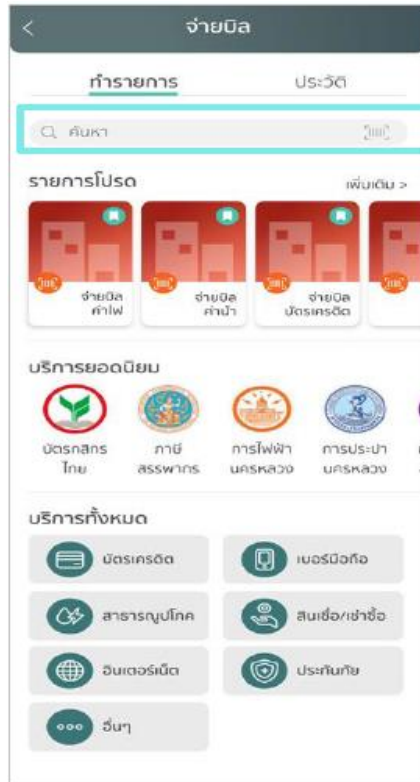 จ่ายบิล
ทำรายการ
ประวัติ
ค้นหา
รายการโปรด
เพิ่มเติม >
จ่ายบิล
ค่าไฟ
จ่ายบิล
ค่าน้ำ
จ่ายบิล
บัตรเครดิต
บริการยอดนิยม
บัตรกสิกร
ไทย
ภาษี
สรรพากร
การไฟฟ้า
นครหลวง
การประปา
นครหลวง
บริการทั้งหมด
บัตรเครดิต
เบอร์มือถือ
สาธารณูปโภค
สินเชื่อ/เช่าซื้อ
อินเตอร์เน็ต
ประกันภัย
อื่นๆ